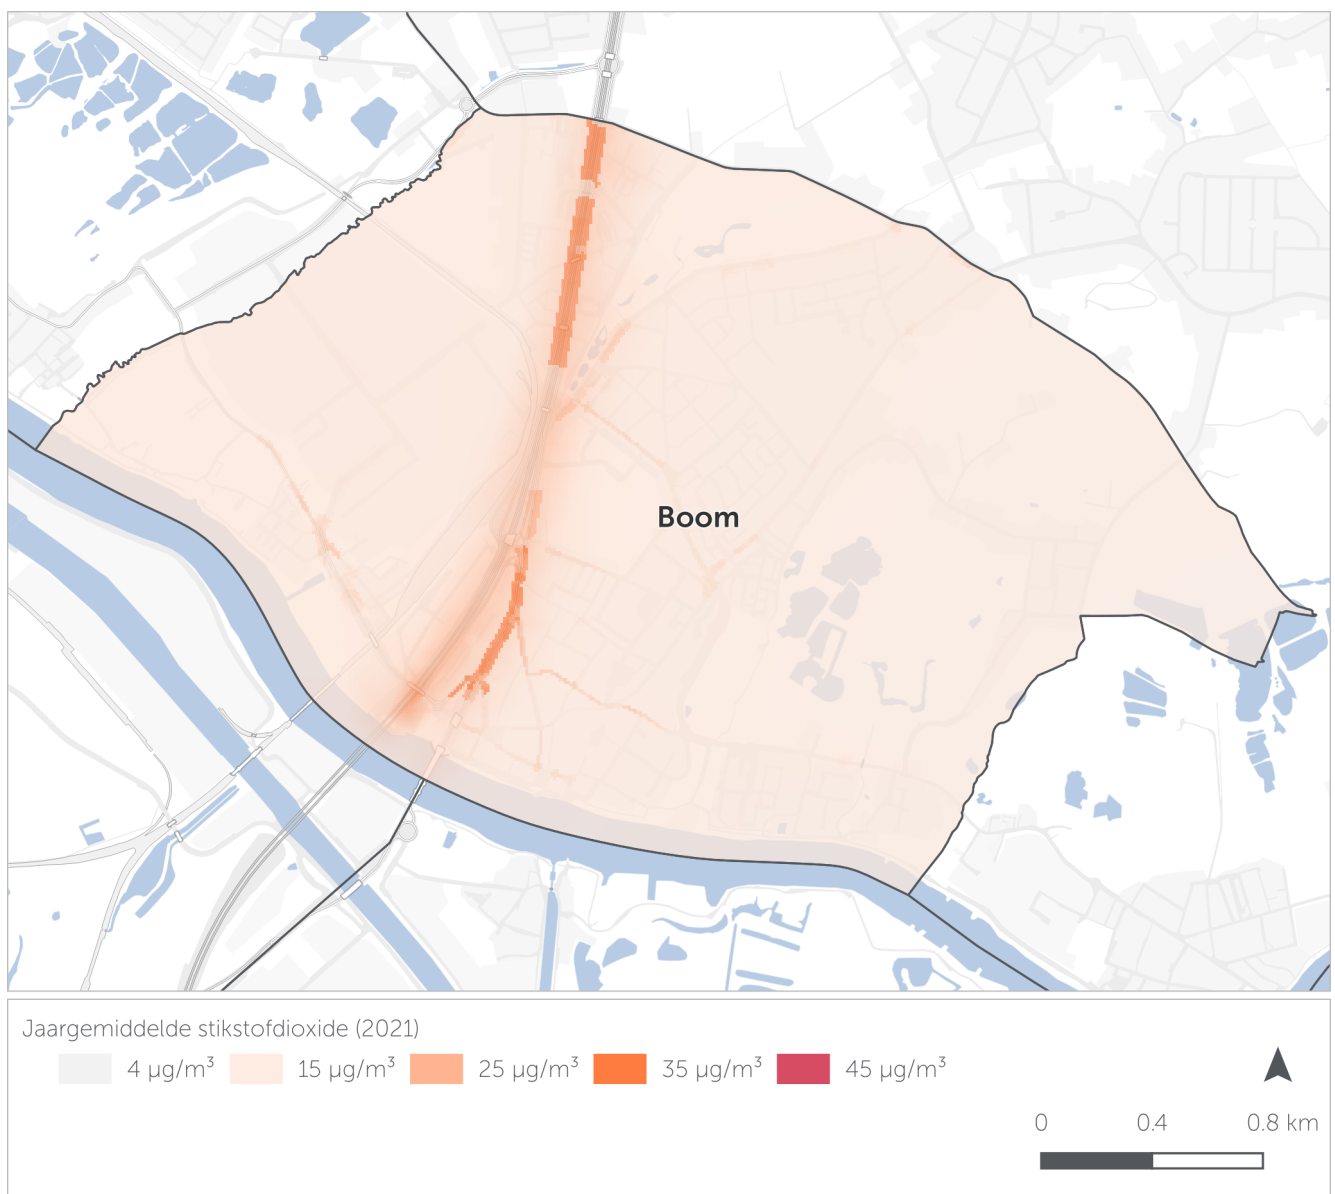 Boom
Jaargemiddelde stikstofdioxide (2021)
4 µg/m³ 15 µg/m³ 25 µg/m³ 35 µg/m³ 45 µg/m³
0 0.4 0.8 km